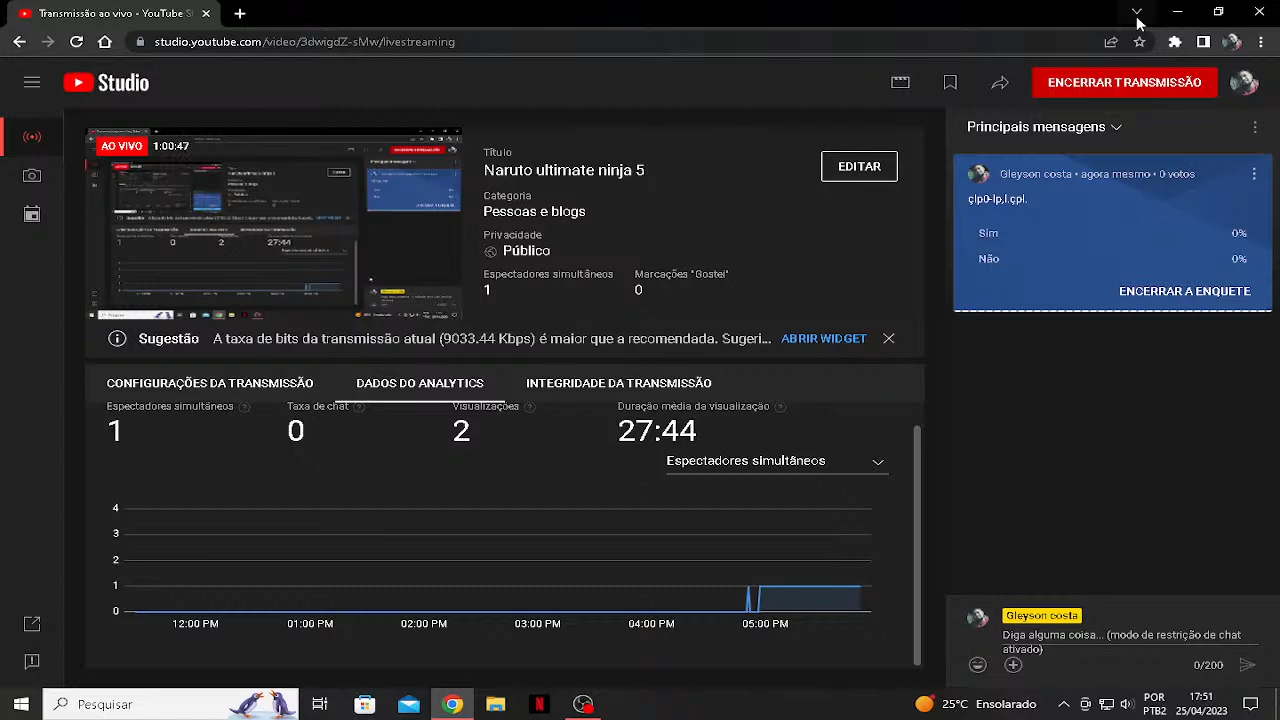 Transmissão ao vivo - YouTube St
studio.youtube.com/video/3dwigdZ-sMw/livestreaming
Studio
ENCERRAR TRANSMISSÃO
AO VIVO 1:00:47
Título
Naruto ultimate ninja 5
EDITAR
Categoria
Pessoas e blogs
Privacidade
Público
Espectadores simultâneos
Marcações "Gostei"
1
0
Sugestão A taxa de bits da transmissão atual (9033.44 Kbps) é maior que a recomendada. Sugeri... ABRIR WIDGET
CONFIGURAÇÕES DA TRANSMISSÃO
DADOS DO ANALYTICS
INTEGRIDADE DA TRANSMISSÃO
Espectadores simultâneos
Taxa de chat
Visualizações
Duração média da visualização
1
0
2
27:44
Espectadores simultâneos
4
3
2
1
0
12:00 PM
01:00 PM
02:00 PM
03:00 PM
04:00 PM
05:00 PM
Principais mensagens
Gleyson costa • agora mesmo • 0 votos
Sim 0%
Não 0%
ENCERRAR A ENQUETE
Gleyson costa
Diga alguma coisa... (modo de restrição de chat
ativado)
0/200
Pesquisar
25°C Ensolarado
POR
PTB2
17:51
25/04/2023